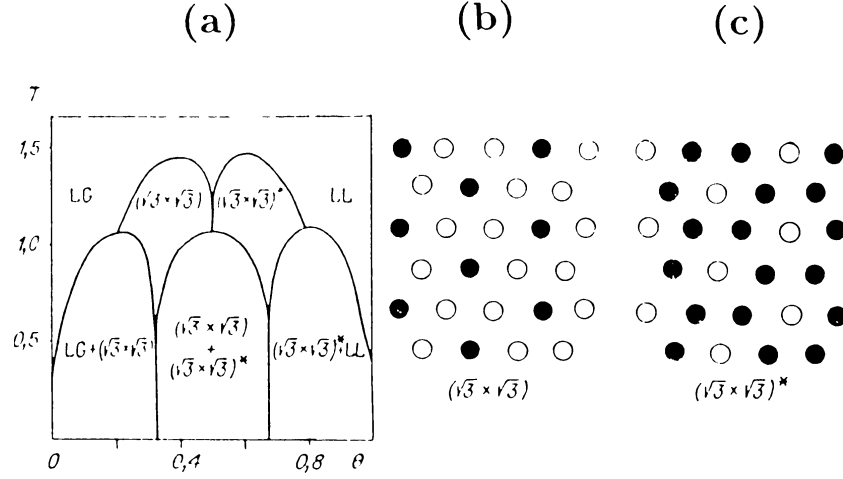 (a) (b) (c)
T
1,5
LG (√3 × √3) (√3 × √3)* LL
1,0
0,5
LG + (√3 × √3) (√3 × √3) + (√3 × √3)* (√3 × √3)* + LL
0 0,4 0,8 θ
(√3 × √3) (√3 × √3)*